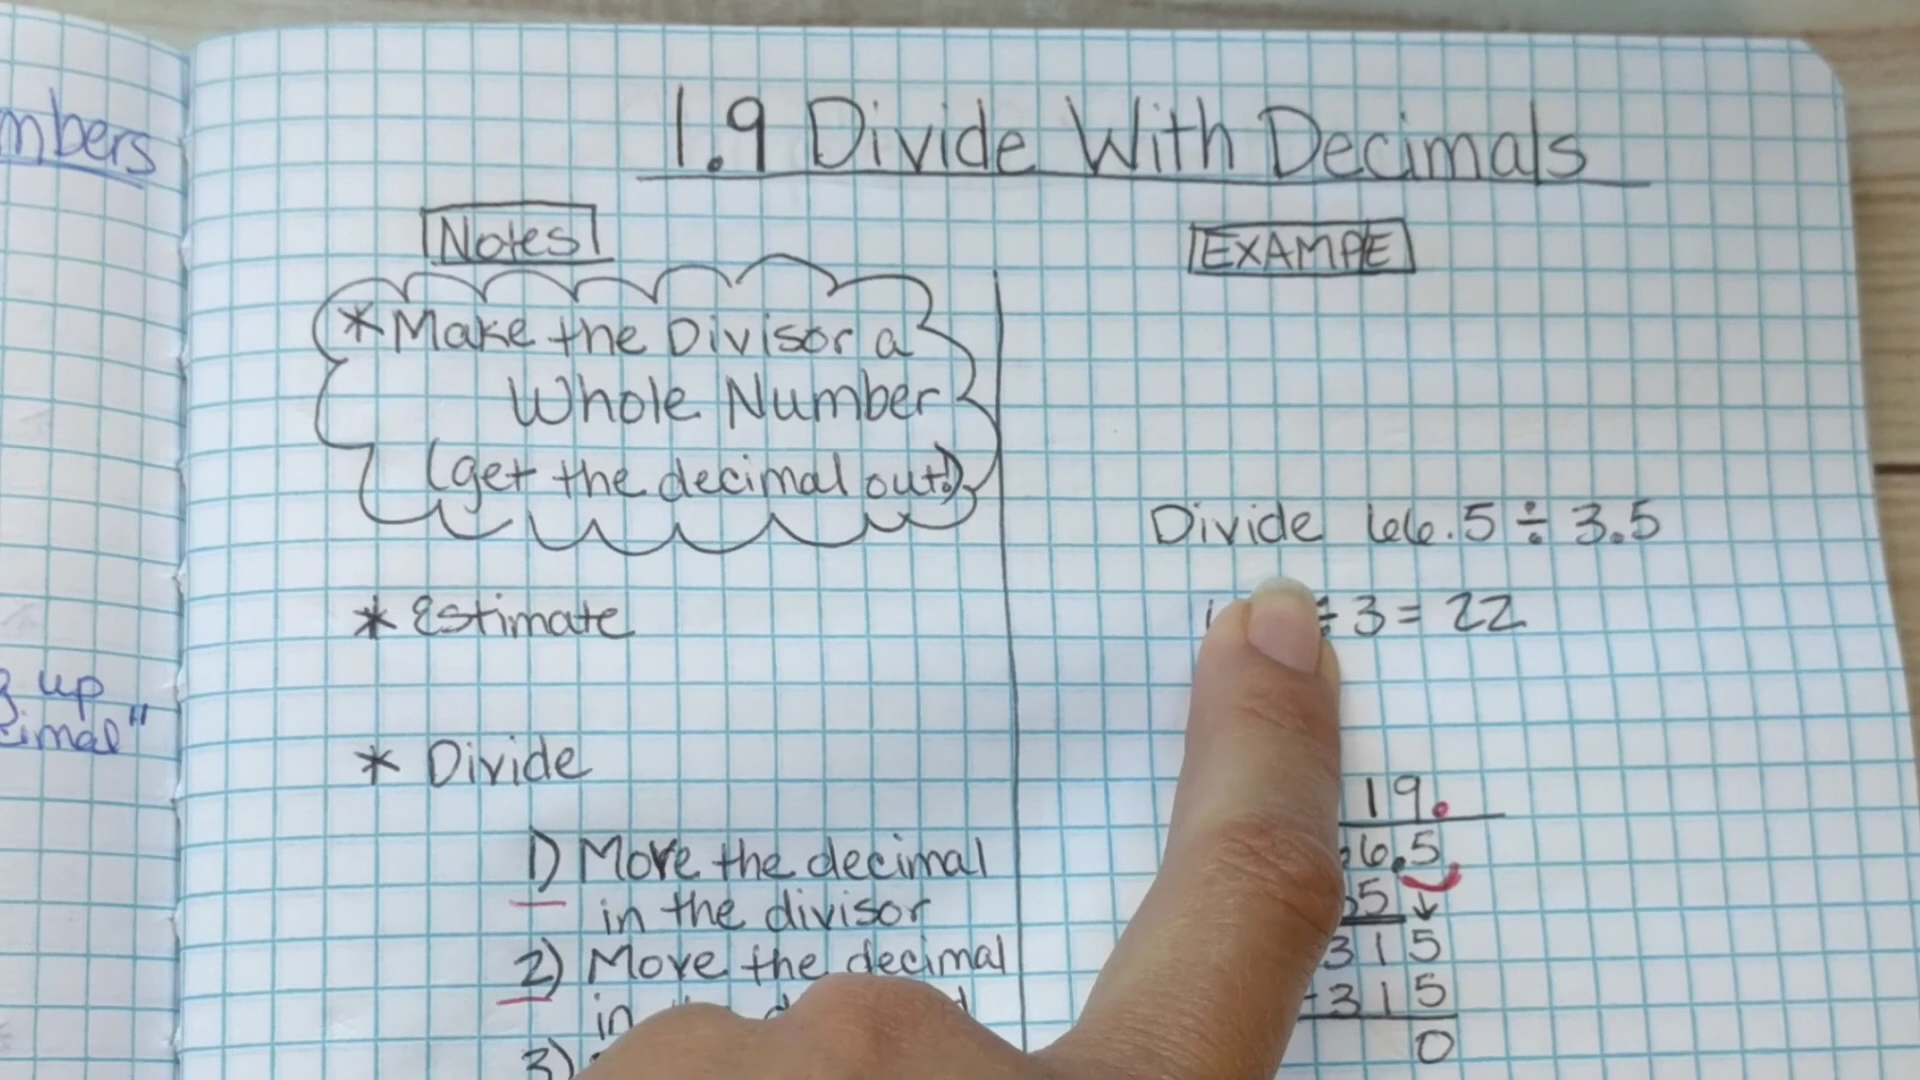 mbers
up
imal"
1.9 Divide With Decimals
Notes
* Make the Divisor a
Whole Number
(get the decimal out!)
* Estimate
* Divide
1) Move the decimal
in the divisor
2) Move the decimal
in
3)
EXAMPE
Divide 66.5 ÷ 3.5
÷ 3 = 22
19.
6.5
5 ↓
315
-315
0